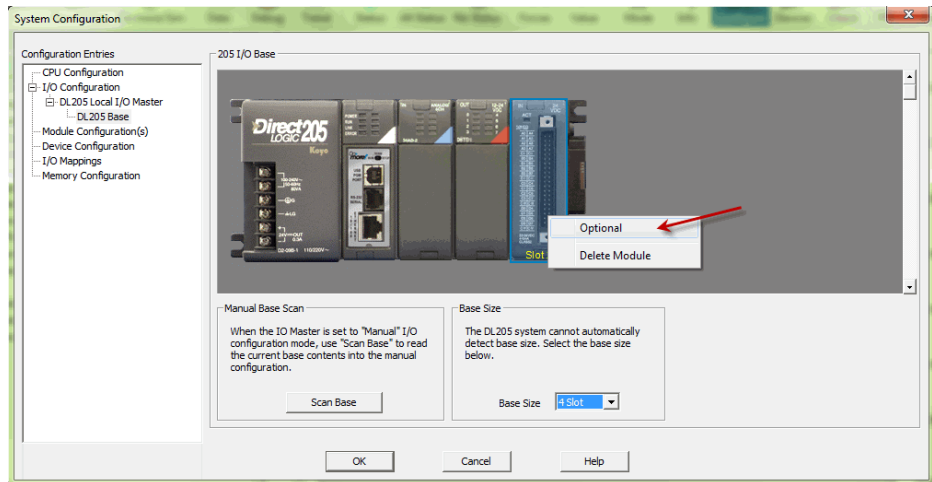 System Configuration
Configuration Entries
CPU Configuration
I/O Configuration
DL205 Local I/O Master
DL205 Base
Module Configuration(s)
Device Configuration
I/O Mappings
Memory Configuration
205 I/O Base
Direct
LOGIC 205
Koyo
Slot
Optional
Delete Module
Manual Base Scan
When the IO Master is set to "Manual" I/O
configuration mode, use "Scan Base" to read
the current base contents into the manual
configuration.
Scan Base
Base Size
The DL205 system cannot automatically
detect base size. Select the base size
below.
Base Size
4 Slot
OK
Cancel
Help